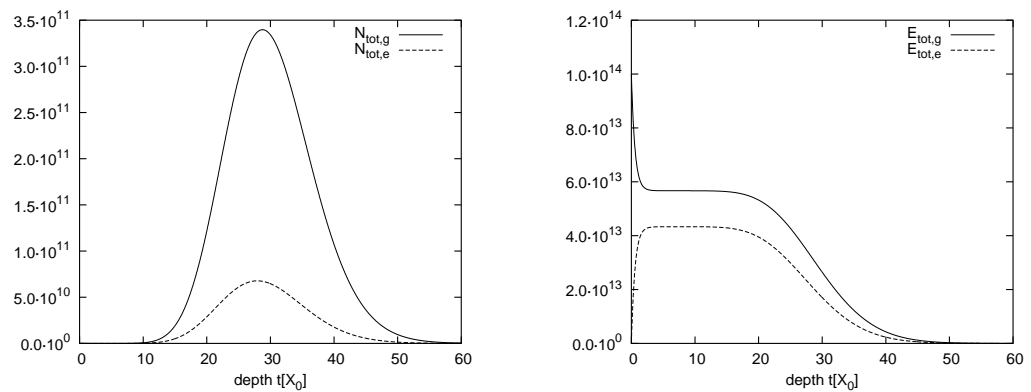 3.5·10^11
3.0·10^11
2.5·10^11
2.0·10^11
1.5·10^11
1.0·10^11
5.0·10^10
0.0·10^0
0 10 20 30 40 50 60
depth t[X_0]
N_tot,g
N_tot,e
1.2·10^14
1.0·10^14
8.0·10^13
6.0·10^13
4.0·10^13
2.0·10^13
0.0·10^0
0 10 20 30 40 50 60
depth t[X_0]
E_tot,g
E_tot,e